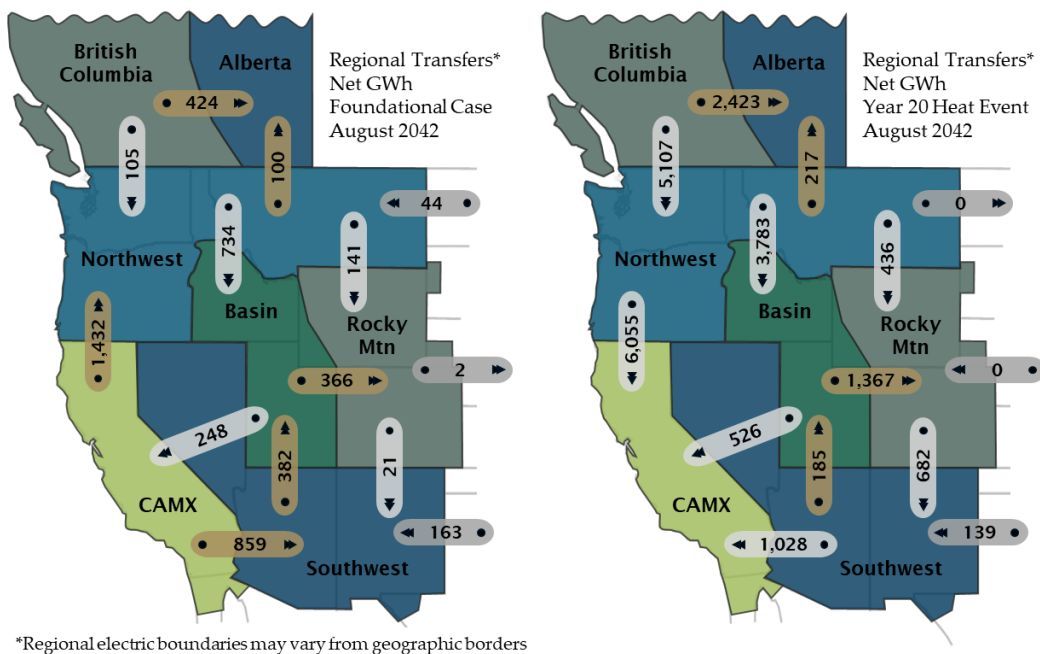 British
Columbia
Alberta
Regional Transfers*
Net GWh
Foundational Case
August 2042
424
105
100
44
734
141
Northwest
Basin
Rocky
Mtn
1,432
2
366
248
382
21
CAMX
163
859
Southwest
British
Columbia
Alberta
Regional Transfers*
Net GWh
Year 20 Heat Event
August 2042
2,423
5,107
217
0
3,783
436
Northwest
Basin
Rocky
Mtn
6,055
0
1,367
526
185
682
CAMX
139
1,028
Southwest
*Regional electric boundaries may vary from geographic borders